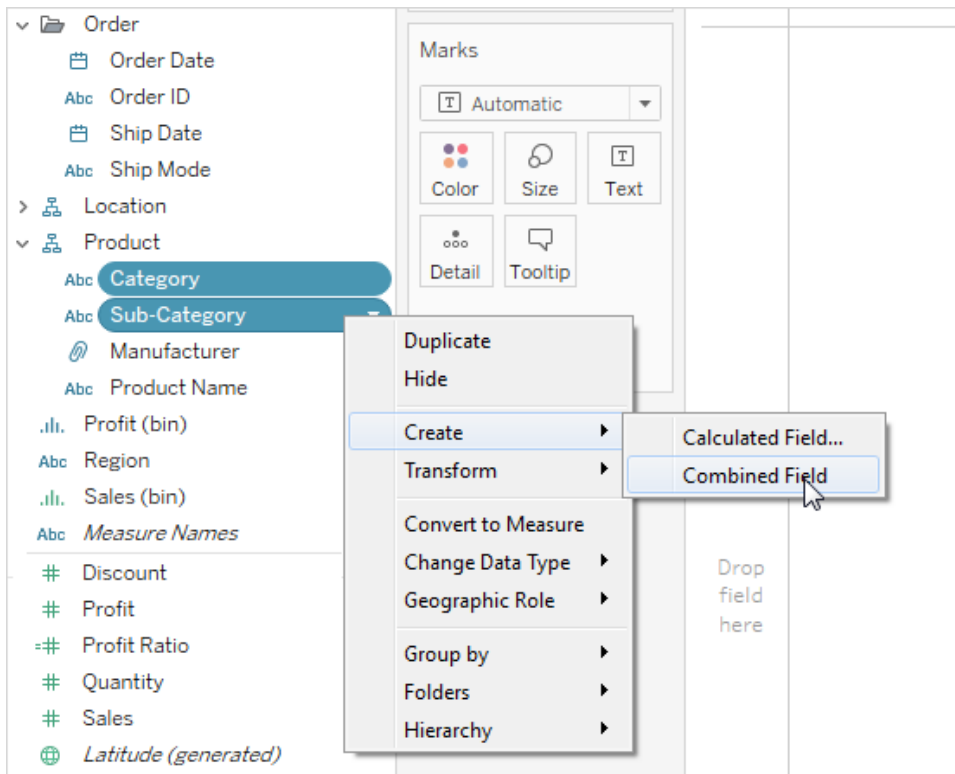 Order
Order Date
Abc Order ID
Ship Date
Abc Ship Mode
Location
Product
Abc Category
Abc Sub-Category
Manufacturer
Abc Product Name
Profit (bin)
Abc Region
Sales (bin)
Abc Measure Names
# Discount
# Profit
=# Profit Ratio
# Quantity
# Sales
Latitude (generated)
Marks
T Automatic
Color
Size
T
Text
Detail
Tooltip
Duplicate
Hide
Create
Transform
Convert to Measure
Change Data Type
Geographic Role
Group by
Folders
Hierarchy
Calculated Field...
Combined Field
Drop
field
here